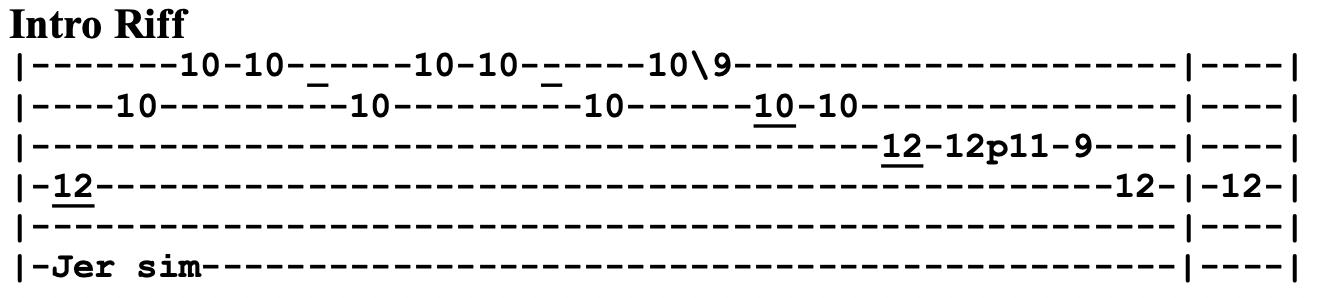 Intro Riff
|-------10-10------10-10------10\9---------------------|----|
|----10---------10---------10------10-10---------------|----|
|----------------------------------------12-12p11-9----|----|
|-12------------------------------------------------12-|-12-|
|------------------------------------------------------|----|
|-Jer sim----------------------------------------------|----|